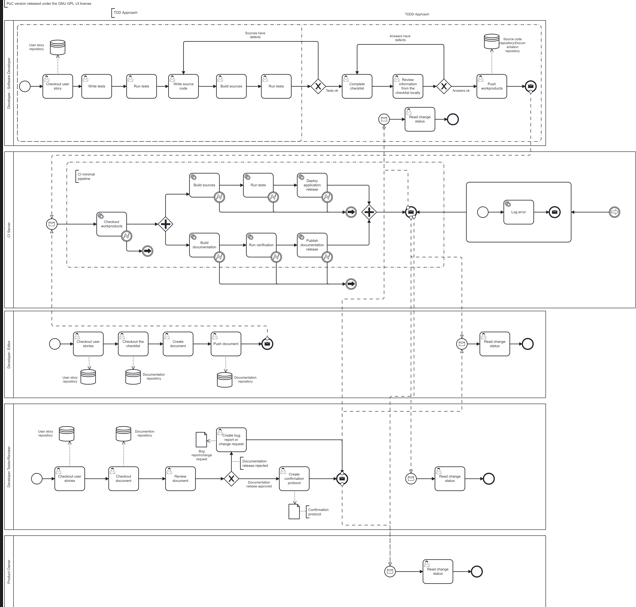 PoC version released under the GNU GPL v3 license
TDD Approach
TDDD Approach
Developer - Software Developer
User story
repository
Checkout user
story
Write tests
Run tests
Write source
code
Build sources
Run tests
Sources have
defects
Tests ok
Complete
checklist
Answers have
defects
Review
information
from the
checklist locally
Answers ok
Source code
repository/Docum
entation
repository
Push
workproducts
Read change
status
CI Server
CI minimal
pipeline
Checkout
workproducts
Build sources
Run tests
Deploy
application
release
Build
documentation
Run verification
Publish
documentation
release
Log error
Developer - Editor
Checkout user
stories
Checkout the
checklist
Create
document
Push document
User story
repository
Documentation
repository
Documentation
repository
Read change
status
Developer Tester/Reviewer
User story
repository
Documention
repository
Checkout user
stories
Checkout
document
Review
document
Bug
report/change
request
Create bug
report or
change request
Documentation
release rejected
Documentation
release approved
Create
confirmation
protocol
Confirmation
protocol
Read change
status
Product Owner
Read change
status